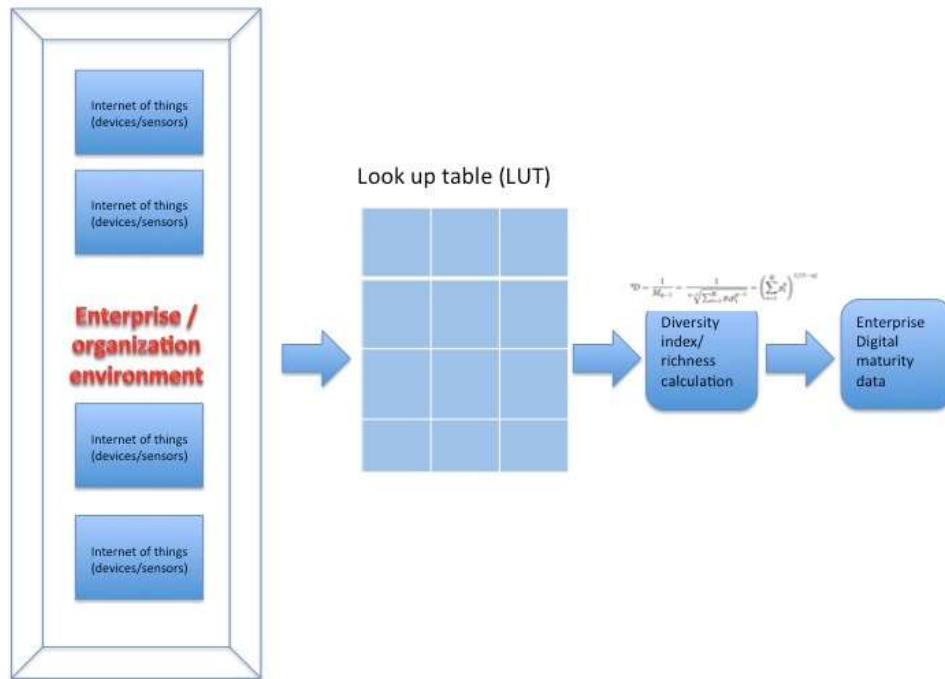 Internet of things
(devices/sensors)
Internet of things
(devices/sensors)
Enterprise /
organization
environment
Internet of things
(devices/sensors)
Internet of things
(devices/sensors)
Look up table (LUT)
Diversity
index/
richness
calculation
Enterprise
Digital
maturity
data